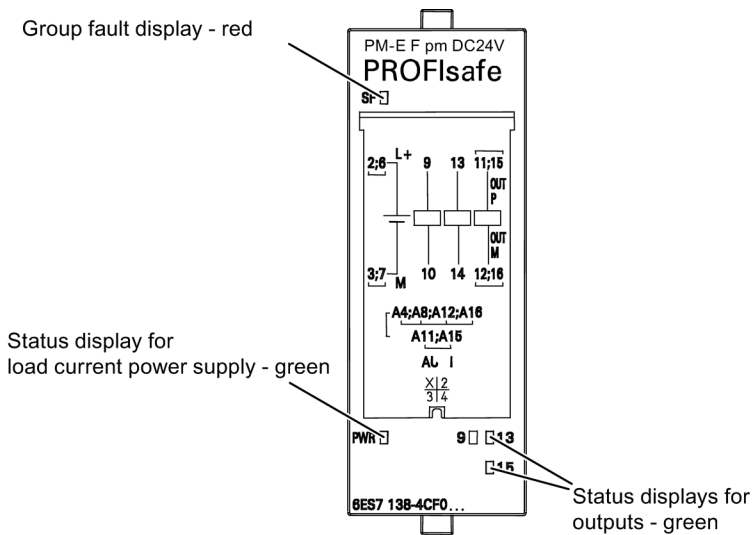 Group fault display - red
PM-E F pm DC24V
PROFIsafe
SF
2;6 L+ 9 13 11;15
OUT
P
OUT
M
3;7 M 10 14 12;16
A4;A8;A12;A16
A11;A15
Status display for
load current power supply - green
X 2
3 4
PWR 9 13
15
6ES7 138-4CF0...
Status displays for
outputs - green